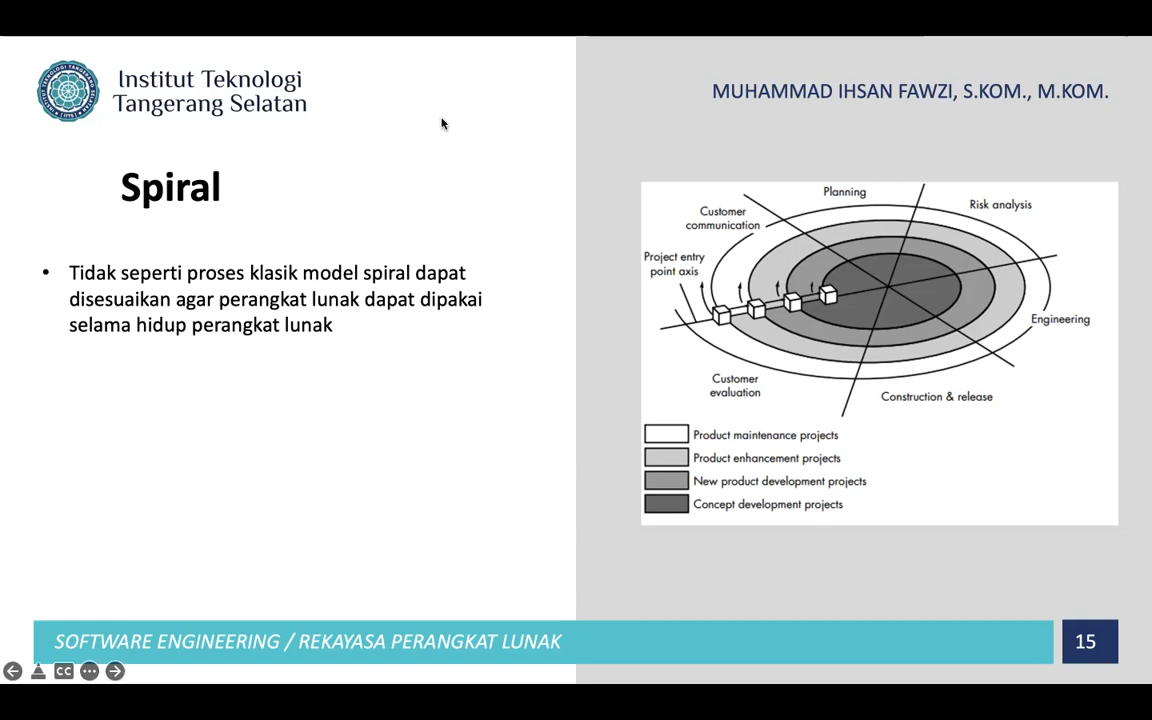 Institut Teknologi
Tangerang Selatan
MUHAMMAD IHSAN FAWZI, S.KOM., M.KOM.
Spiral
• Tidak seperti proses klasik model spiral dapat
disesuaikan agar perangkat lunak dapat dipakai
selama hidup perangkat lunak
Planning
Risk analysis
Customer
communication
Project entry
point axis
Engineering
Customer
evaluation
Construction & release
Product maintenance projects
Product enhancement projects
New product development projects
Concept development projects
SOFTWARE ENGINEERING / REKAYASA PERANGKAT LUNAK
15
CC